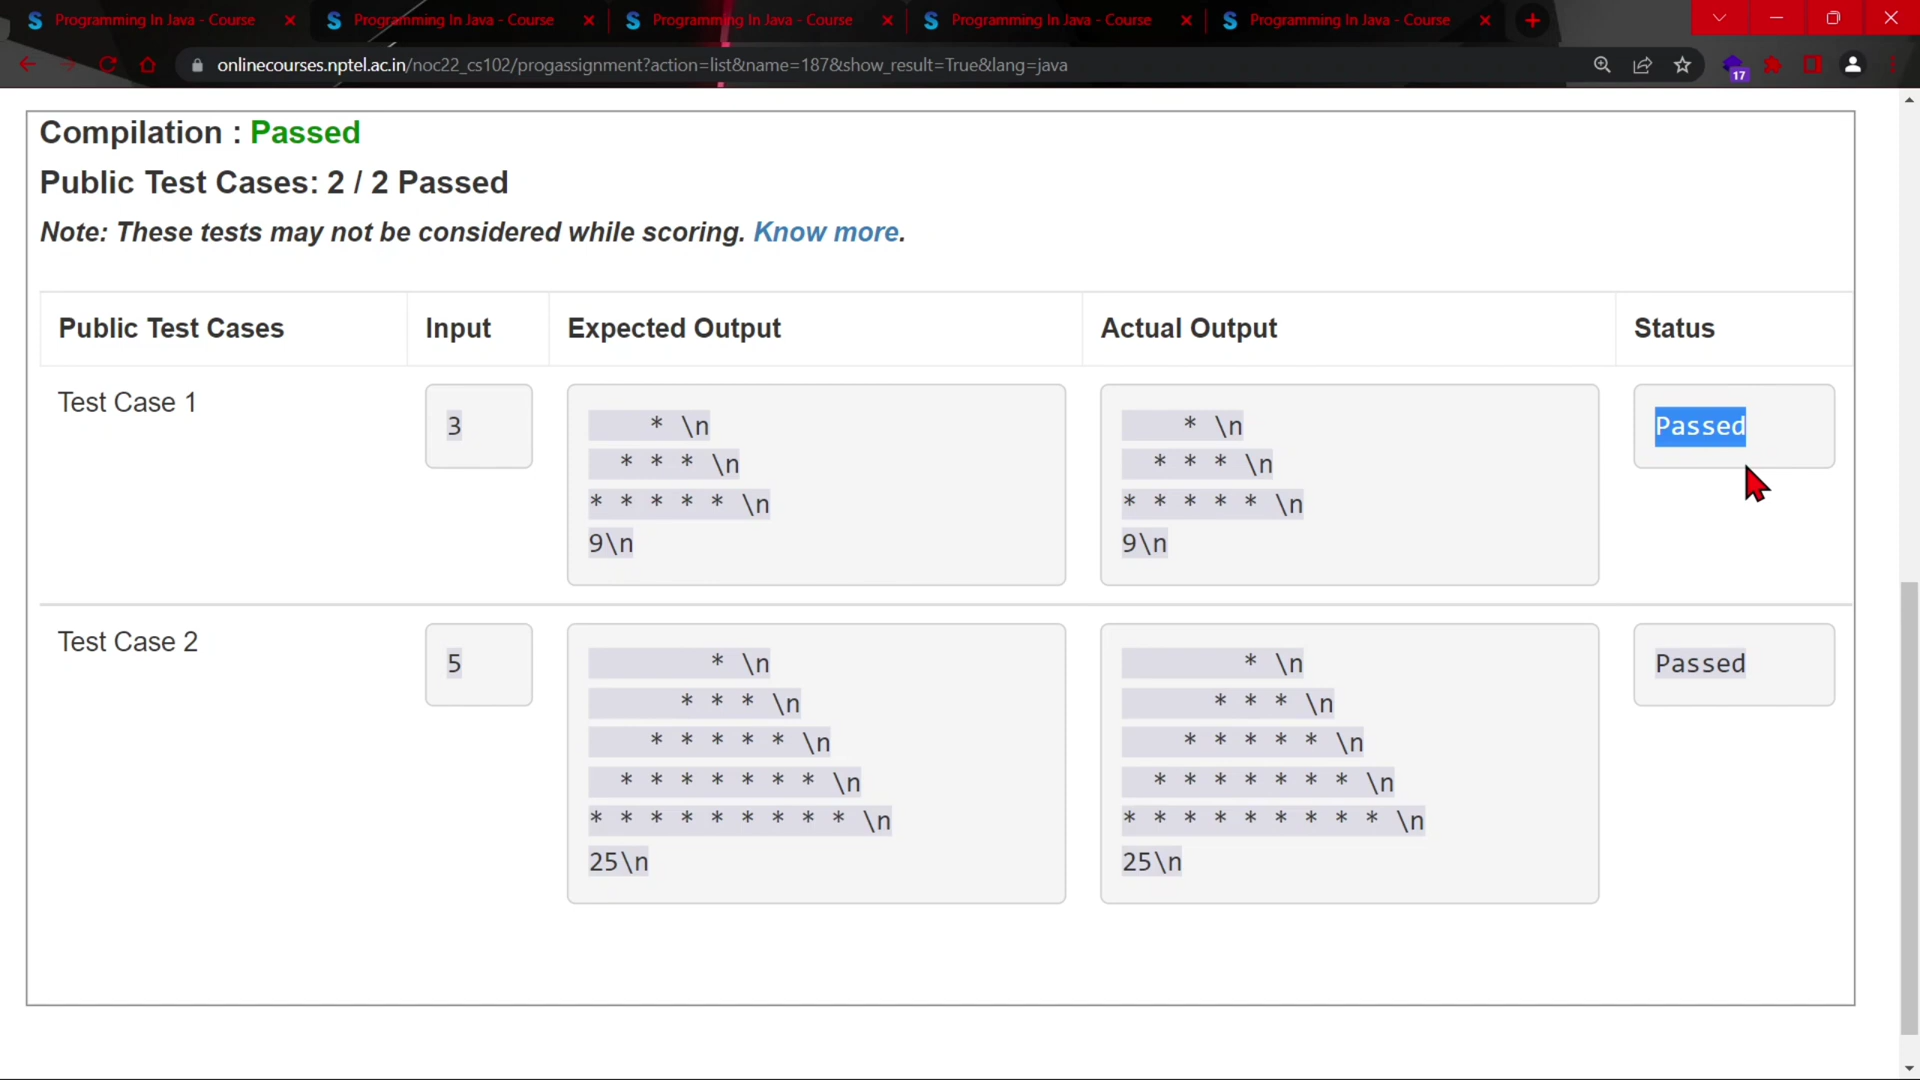 Programming In Java - Course
Programming In Java - Course
Programming In Java - Course
Programming In Java - Course
Programming In Java - Course
onlinecourses.nptel.ac.in/noc22_cs102/progassignment?action=list&name=187&show_result=True&lang=java
17
Compilation : Passed
Public Test Cases: 2 / 2 Passed
Note: These tests may not be considered while scoring. Know more.
Public Test Cases Input Expected Output Actual Output Status
Test Case 1
3
    * \n
  * * * \n
* * * * * \n
9\n
    * \n
  * * * \n
* * * * * \n
9\n
Passed
Test Case 2
5
        * \n
      * * * \n
    * * * * * \n
  * * * * * * * \n
* * * * * * * * * \n
25\n
        * \n
      * * * \n
    * * * * * \n
  * * * * * * * \n
* * * * * * * * * \n
25\n
Passed